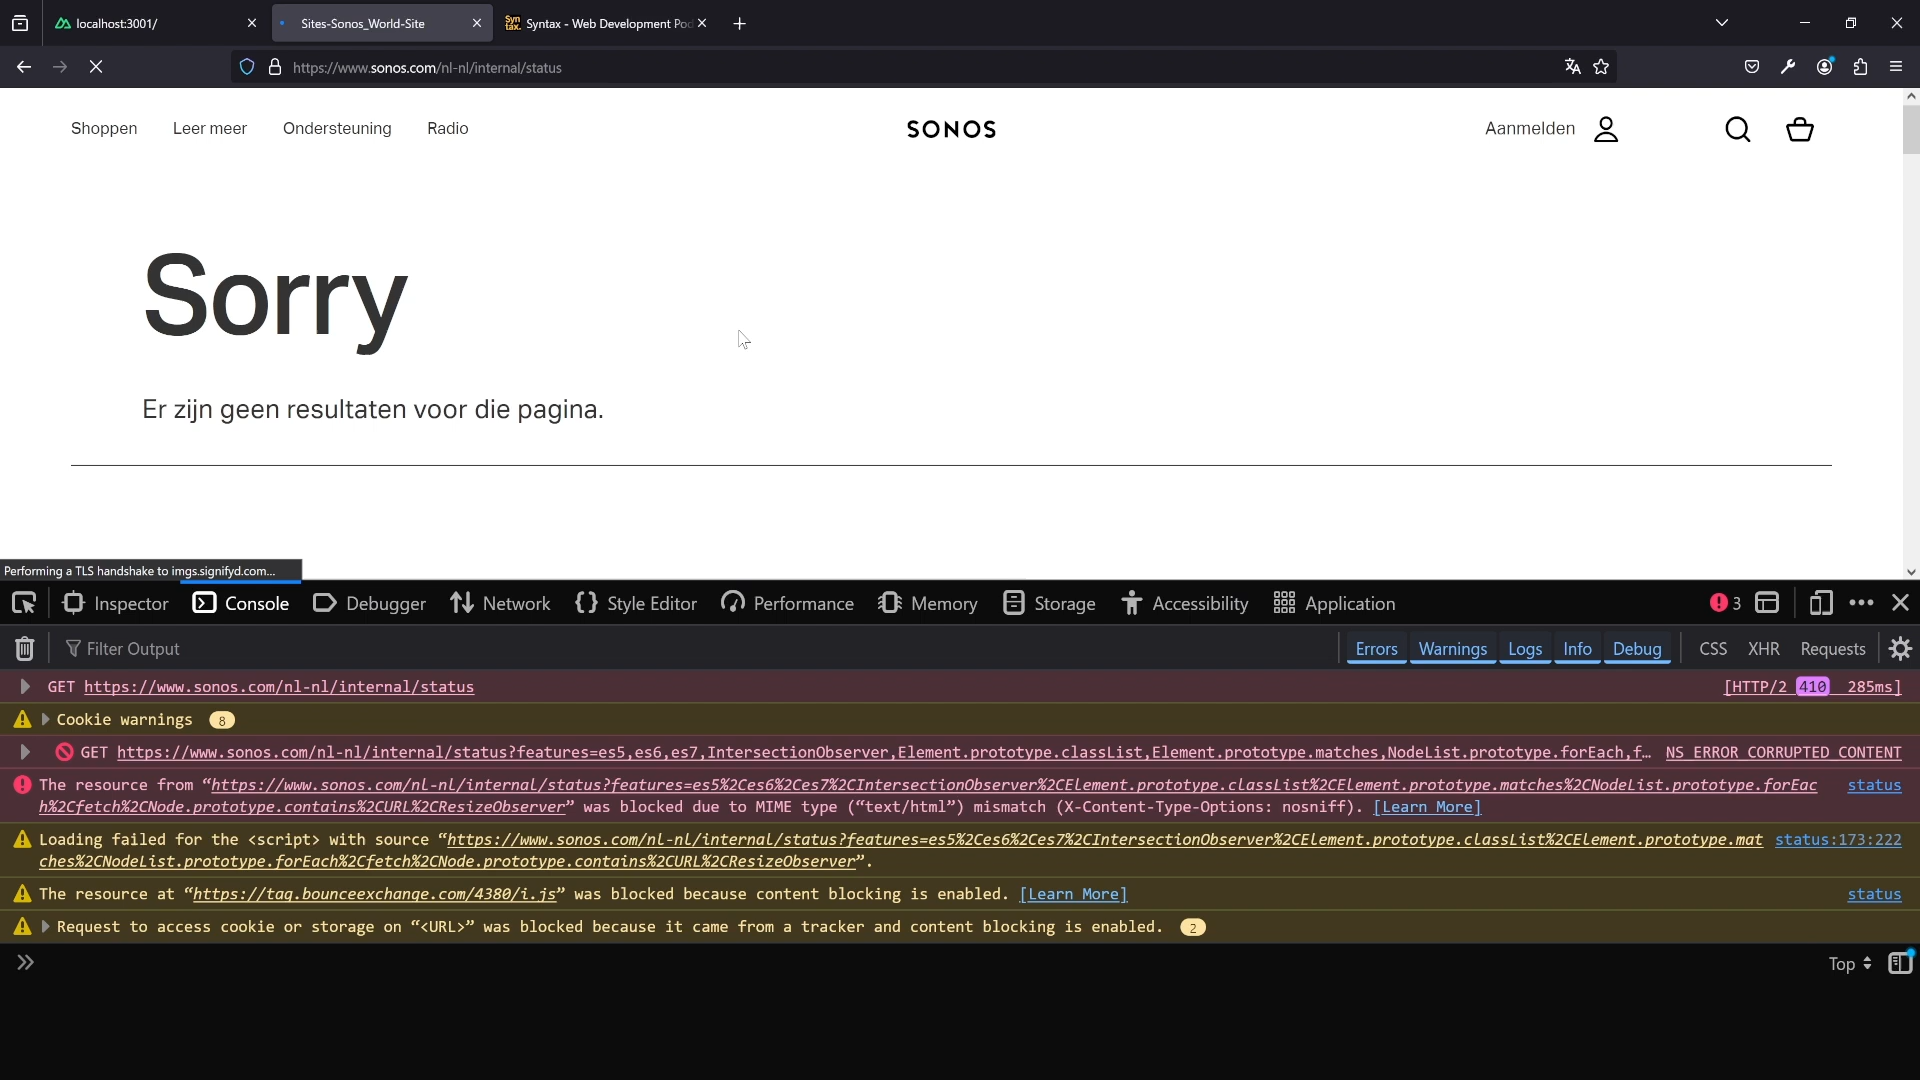 localhost:3001/
Sites-Sonos_World-Site
Syntax - Web Development Pod
https://www.sonos.com/nl-nl/internal/status
Shoppen Leer meer Ondersteuning Radio SONOS Aanmelden
Sorry
Er zijn geen resultaten voor die pagina.
Performing a TLS handshake to imgs.signifyd.com...
Inspector Console Debugger Network Style Editor Performance Memory Storage Accessibility Application 3
Filter Output Errors Warnings Logs Info Debug CSS XHR Requests
GET https://www.sonos.com/nl-nl/internal/status [HTTP/2 410 285ms]
Cookie warnings 8
GET https://www.sonos.com/nl-nl/internal/status?features=es5,es6,es7,IntersectionObserver,Element.prototype.classList,Element.prototype.matches,NodeList.prototype.forEach,f… NS_ERROR_CORRUPTED_CONTENT
The resource from “https://www.sonos.com/nl-nl/internal/status?features=es5%2Ces6%2Ces7%2CIntersectionObserver%2CElement.prototype.classList%2CElement.prototype.matches%2CNodeList.prototype.forEac status
h%2Cfetch%2CNode.prototype.contains%2CURL%2CResizeObserver” was blocked due to MIME type (“text/html”) mismatch (X-Content-Type-Options: nosniff). [Learn More]
Loading failed for the <script> with source “https://www.sonos.com/nl-nl/internal/status?features=es5%2Ces6%2Ces7%2CIntersectionObserver%2CElement.prototype.classList%2CElement.prototype.mat status:173:222
ches%2CNodeList.prototype.forEach%2Cfetch%2CNode.prototype.contains%2CURL%2CResizeObserver”.
The resource at “https://tag.bounceexchange.com/4380/i.js” was blocked because content blocking is enabled. [Learn More] status
Request to access cookie or storage on “<URL>” was blocked because it came from a tracker and content blocking is enabled. 2
Top